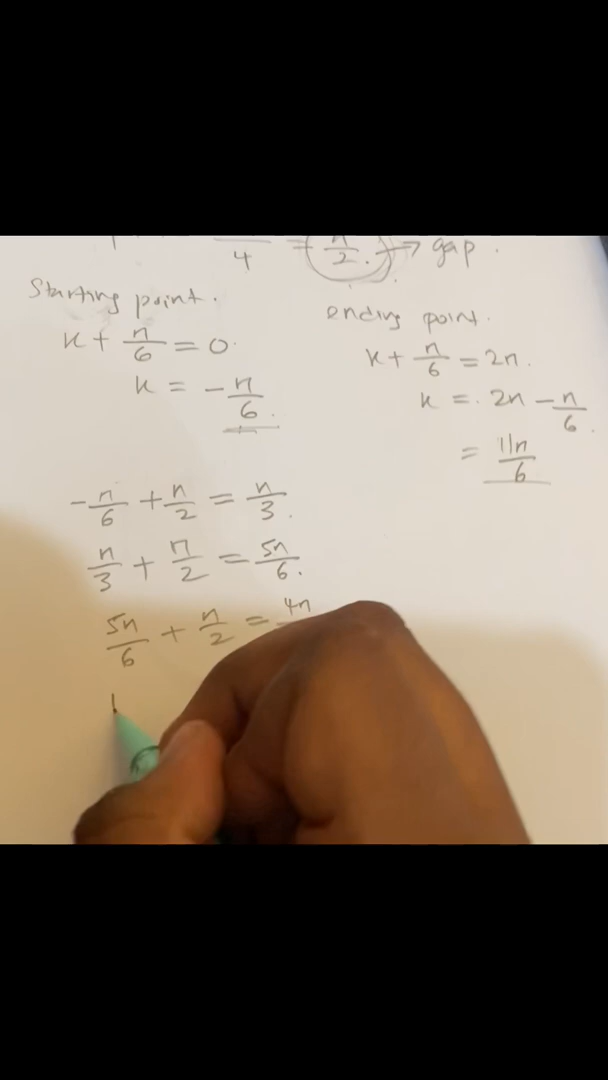 4 = π/2 → gap.
Starting point.
x + π/6 = 0
x = -π/6.
ending point.
x + π/6 = 2π.
x = 2π - π/6.
= 11π/6
-π/6 + π/2 = π/3.
π/3 + π/2 = 5π/6.
5π/6 + π/2 = 4π